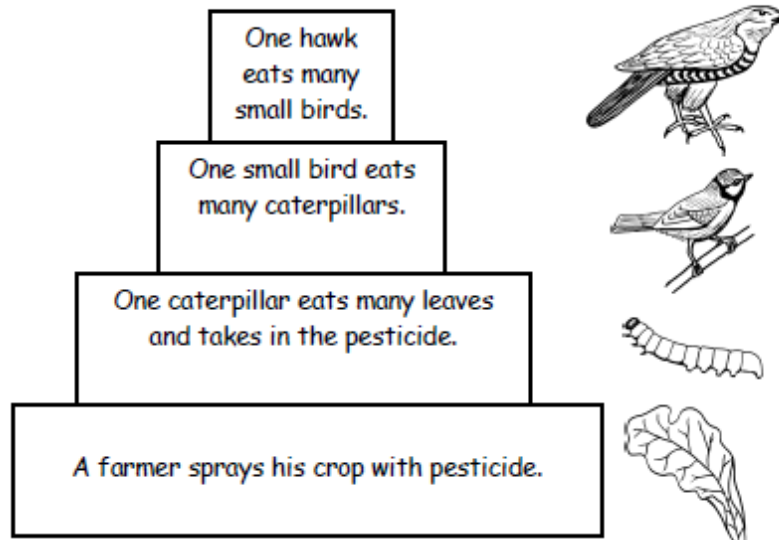 One hawk
eats many
small birds.
One small bird eats
many caterpillars.
One caterpillar eats many leaves
and takes in the pesticide.
A farmer sprays his crop with pesticide.